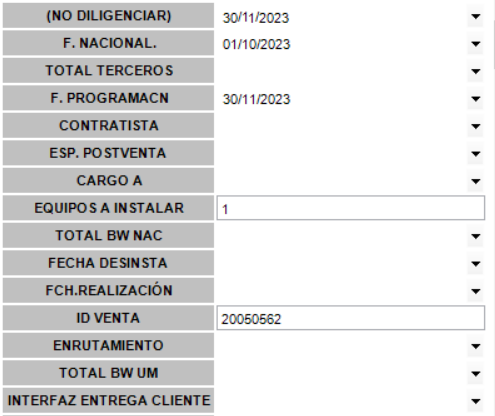 (NO DILIGENCIAR) 30/11/2023
F. NACIONAL. 01/10/2023
TOTAL TERCEROS
F. PROGRAMACN 30/11/2023
CONTRATISTA
ESP. POSTVENTA
CARGO A
EQUIPOS A INSTALAR 1
TOTAL BW NAC
FECHA DESINSTA
FCH.REALIZACIÓN
ID VENTA 20050562
ENRUTAMIENTO
TOTAL BW UM
INTERFAZ ENTREGA CLIENTE